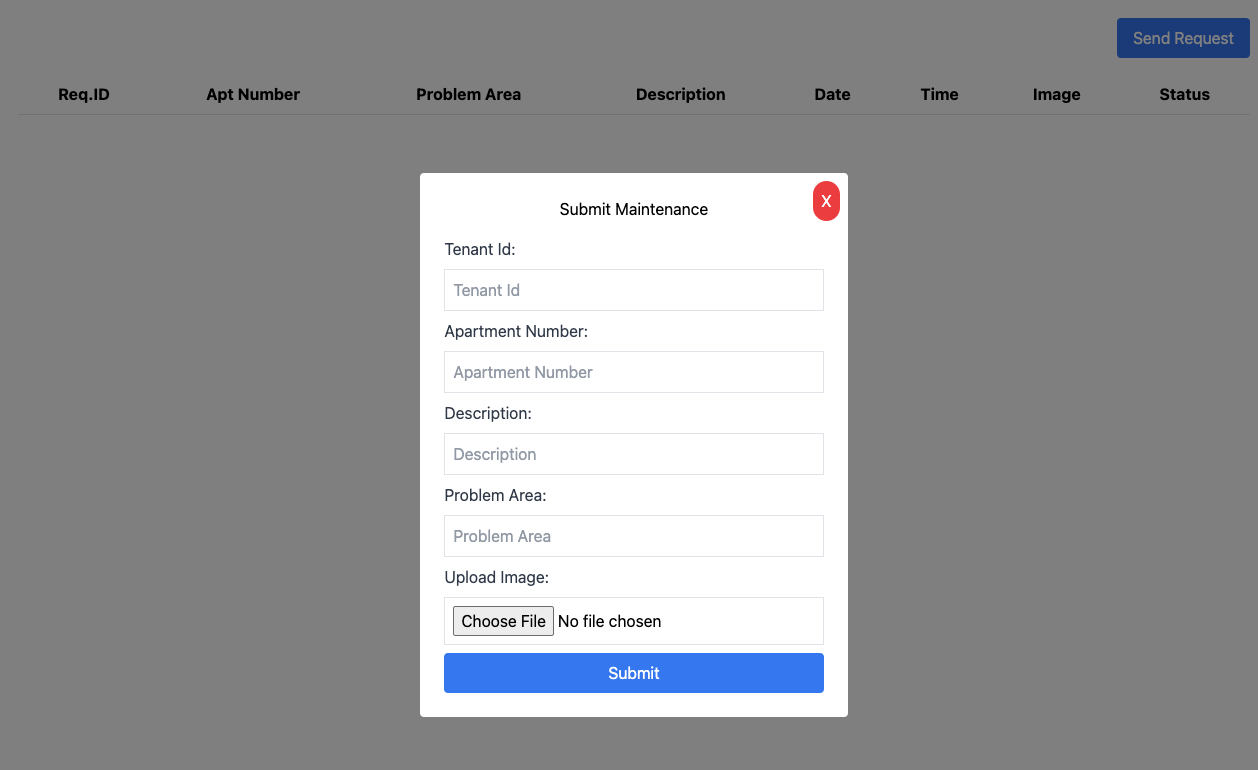 Send Request
Req.ID Apt Number Problem Area Description Date Time Image Status
X
Submit Maintenance
Tenant Id:
Tenant Id
Apartment Number:
Apartment Number
Description:
Description
Problem Area:
Problem Area
Upload Image:
Choose File No file chosen
Submit